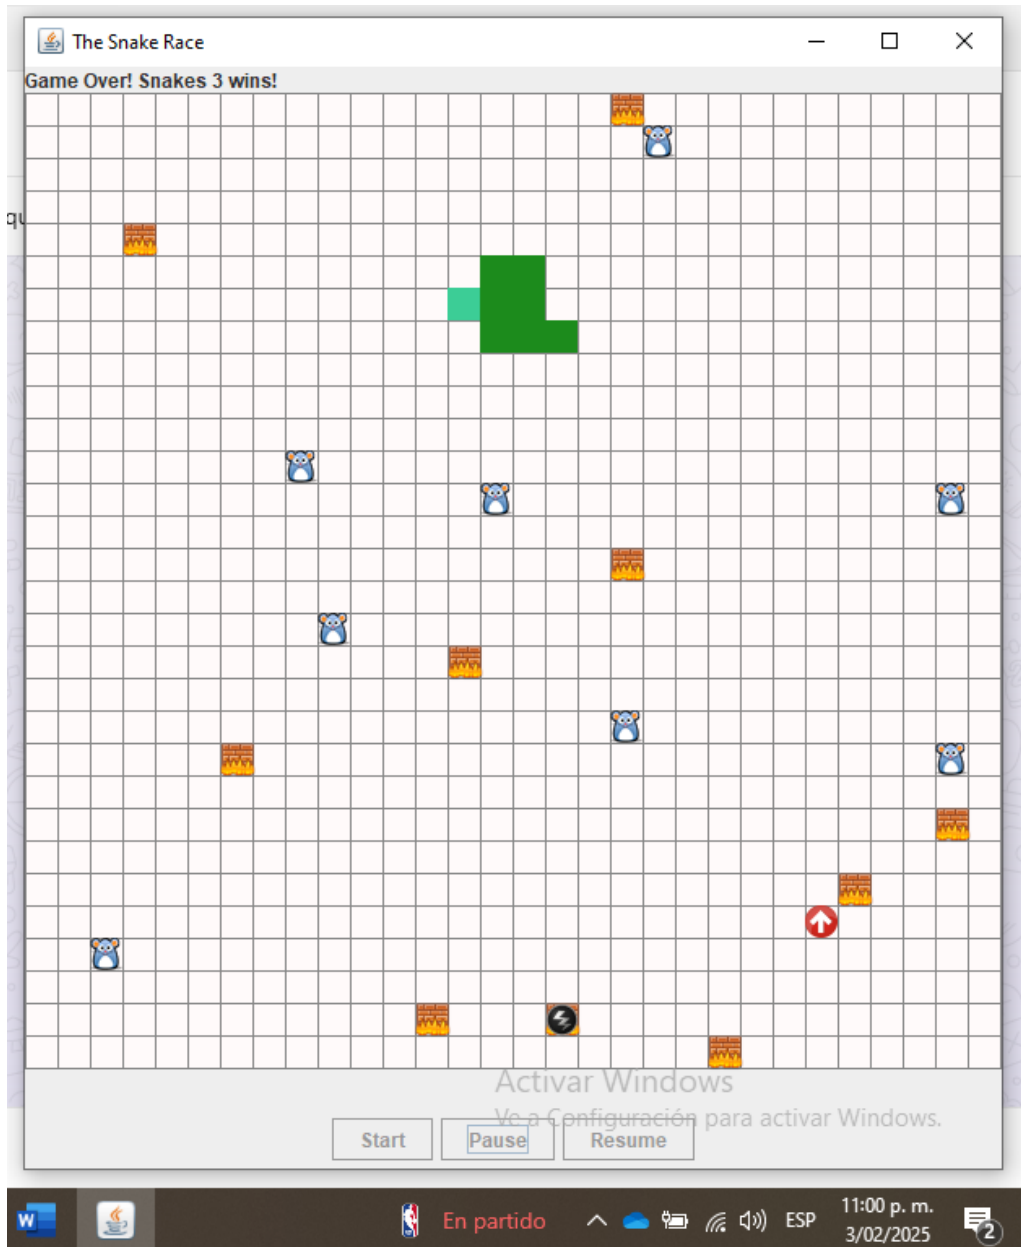 The Snake Race
Game Over! Snakes 3 wins!
qu
Activar Windows
Ve a Configuración para activar Windows.
Start
Pause
Resume
W
En partido
ESP
11:00 p. m.
3/02/2025
2